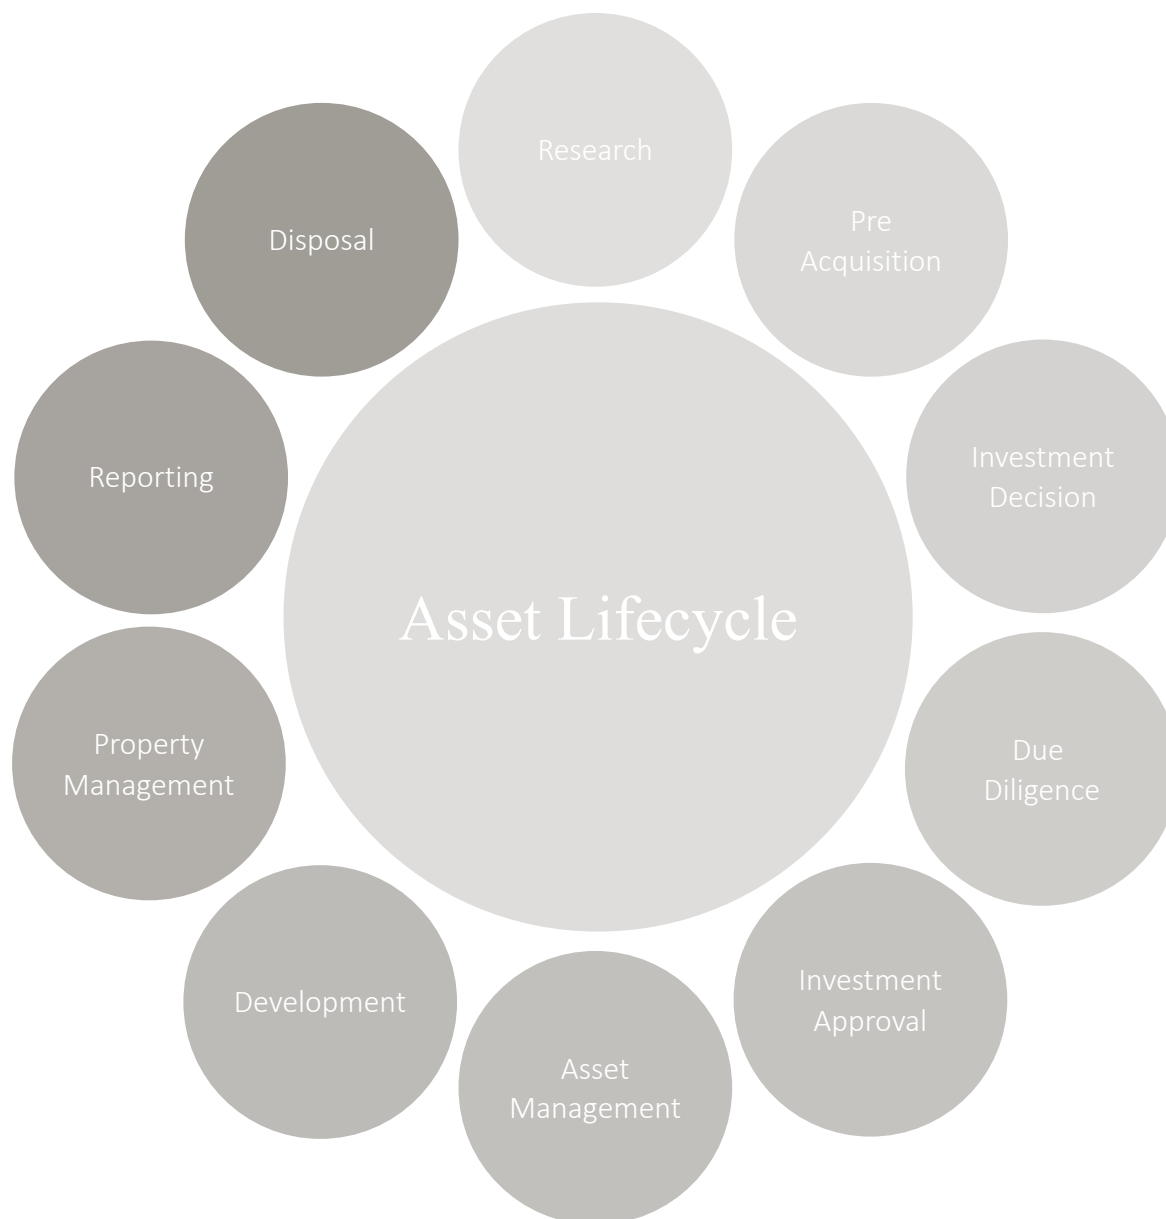 Research
Pre
Acquisition
Investment
Decision
Due
Diligence
Investment
Approval
Asset
Management
Development
Property
Management
Reporting
Disposal
Asset Lifecycle